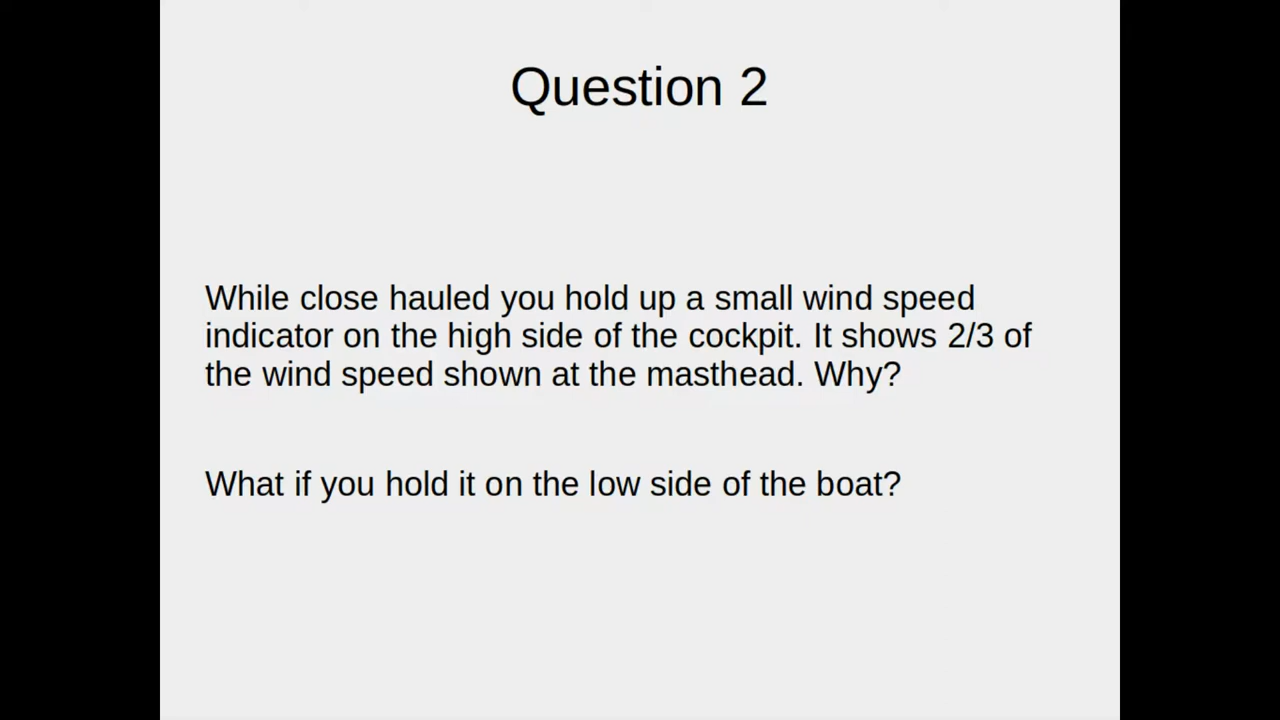 Question 2
While close hauled you hold up a small wind speed
indicator on the high side of the cockpit. It shows 2/3 of
the wind speed shown at the masthead. Why?
What if you hold it on the low side of the boat?